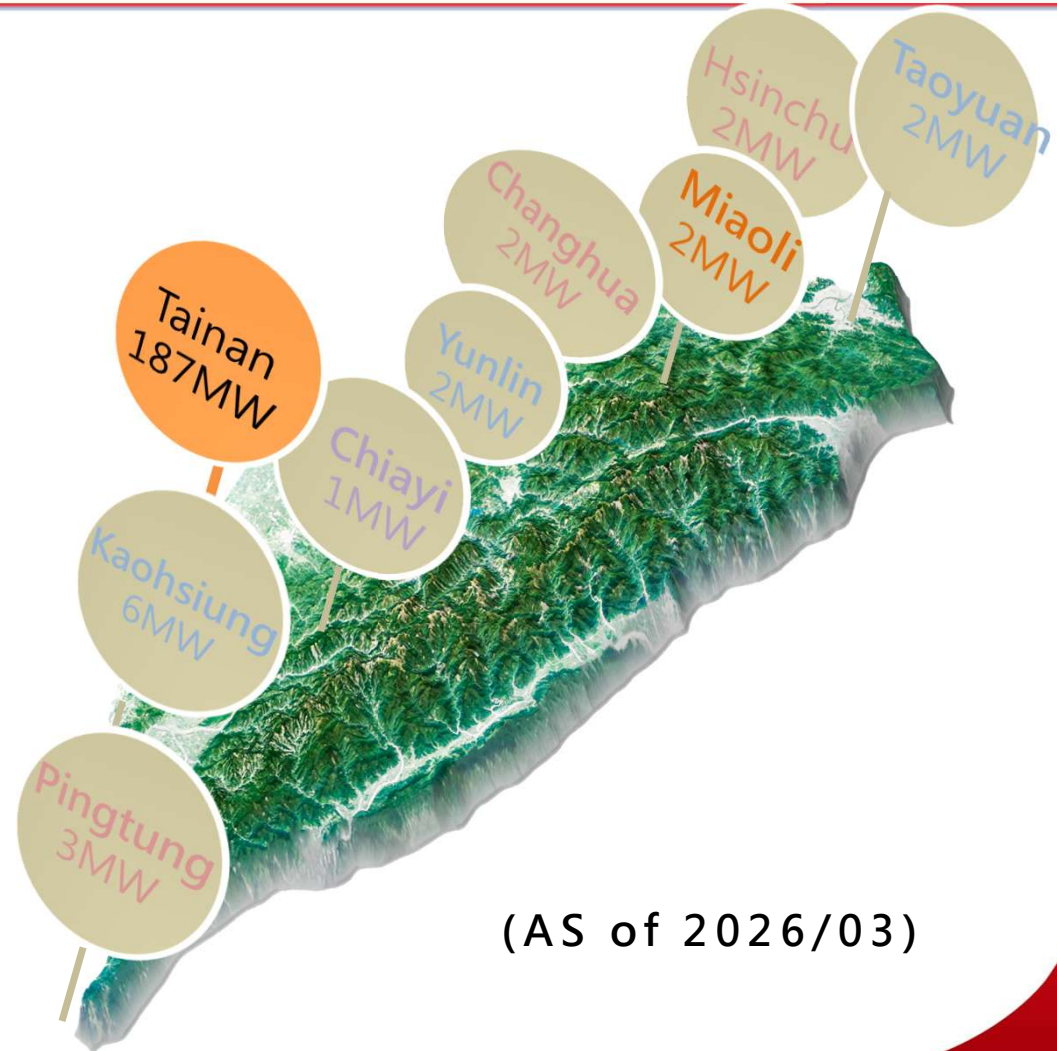 Hsinchu
2MW
Taoyuan
2MW
Changhua
2MW
Miaoli
2MW
Tainan
187MW
Yunlin
2MW
Chiayi
1MW
Kaohsiung
6MW
Pingtung
3MW
(AS of 2026/03)